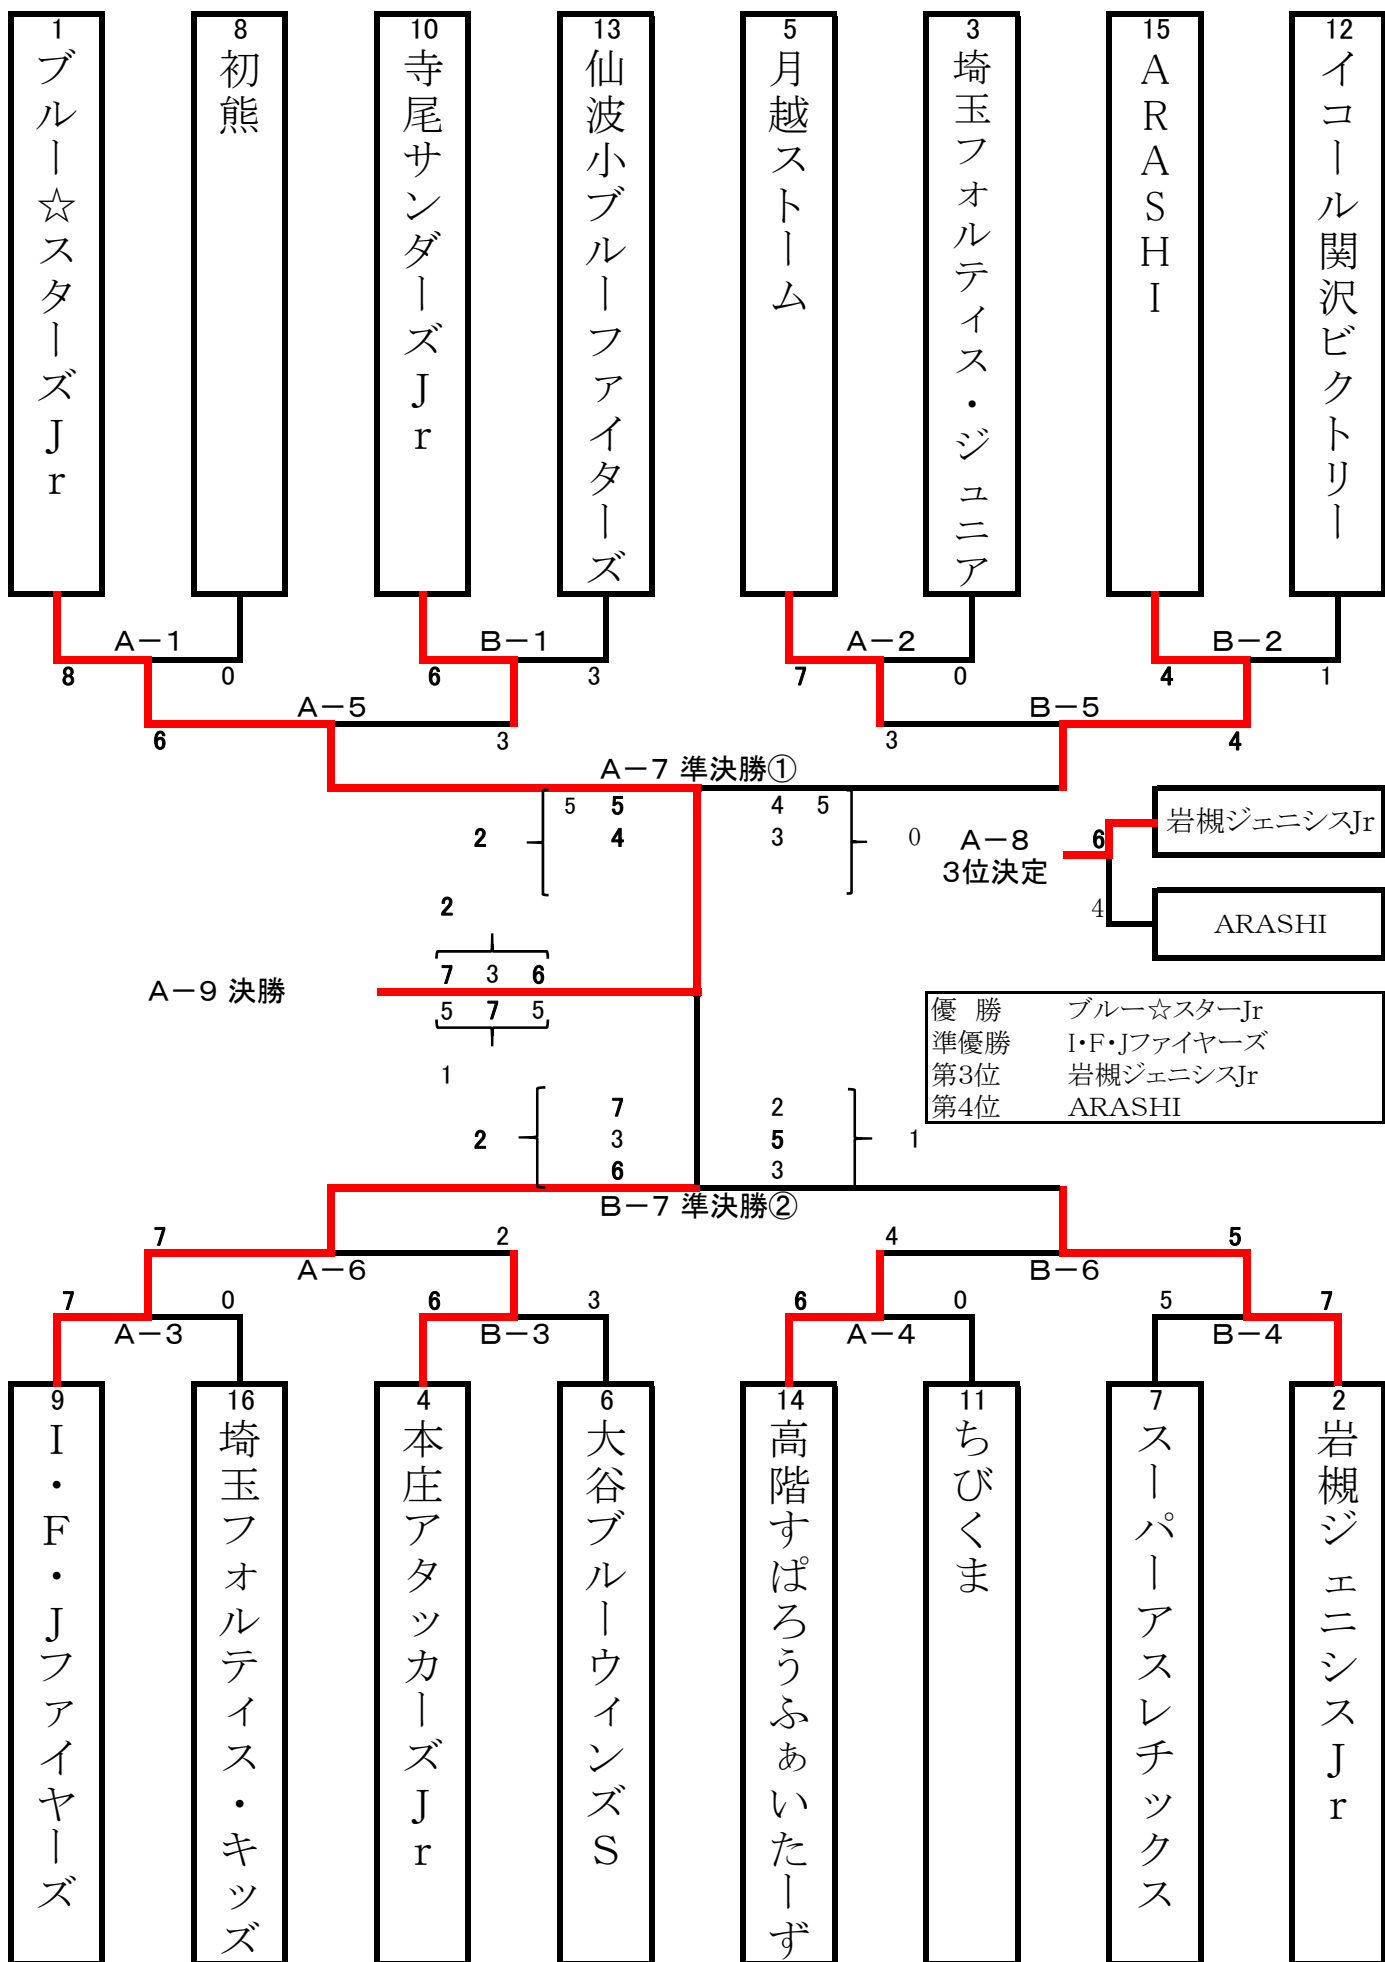 1
ブルー☆スターズJr
8
初熊
10
寺尾サンダーズJr
13
仙波小ブルーファイターズ
5
月越ストーム
3
埼玉フォルティス・ジュニア
15
ARASHI
12
イコール関沢ビクトリー
A－1
8
0
B－1
6
3
A－2
7
0
B－2
4
1
A－5
6
3
B－5
3
4
A－7 準決勝①
5 5 4 5
2 4 3 0
A－8
3位決定
6
岩槻ジェニシスJr
4
ARASHI
2
7 3 6
A－9 決勝
5 7 5
1
優 勝 ブルー☆スターJr
準優勝 I・F・Jファイヤーズ
第3位 岩槻ジェニシスJr
第4位 ARASHI
7 2
2 3 5 1
6 3
B－7 準決勝②
7
2
A－6
4
5
B－6
7
0
A－3
6
3
B－3
6
0
A－4
5
7
B－4
9
I・F・Jファイヤーズ
16
埼玉フォルティス・キッズ
4
本庄アタッカーズJr
6
大谷ブルーウィンズS
14
高階すぱろうふぁいたーず
11
ちびくま
7
スーパーアスレチックス
2
岩槻ジェニシスJr